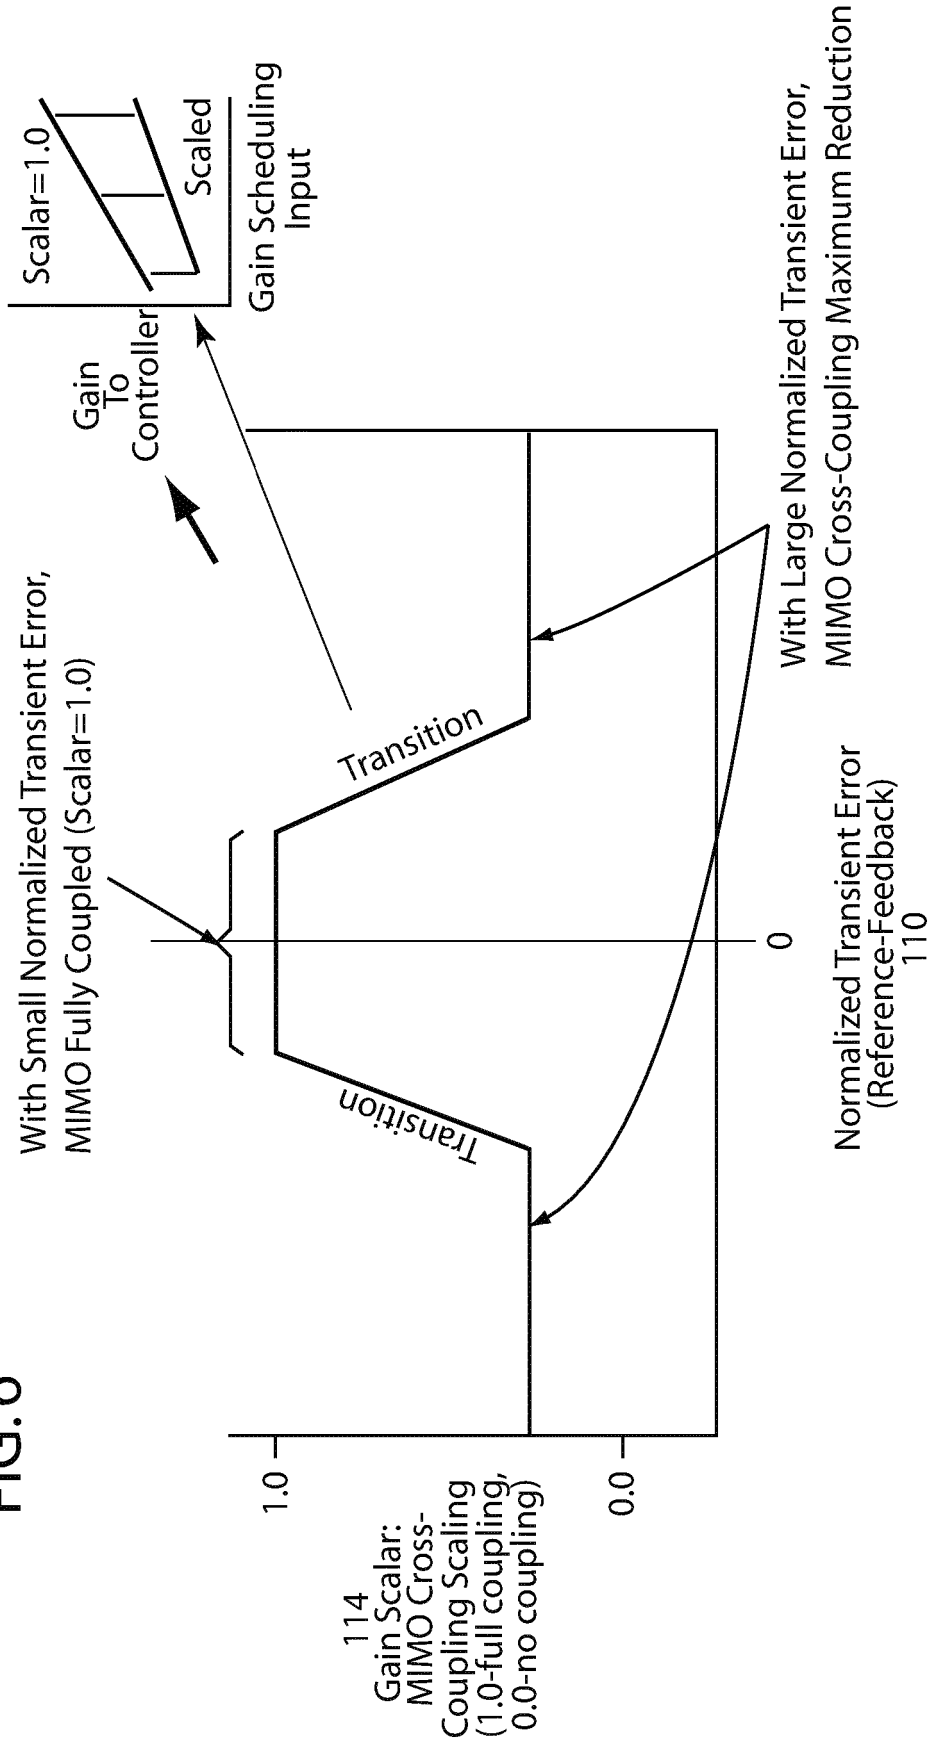 With Small Normalized Transient Error,
MIMO Fully Coupled (Scalar=1.0)
Gain
To
Controller
Scalar=1.0
Scaled
Gain Scheduling
Input
114
Gain Scalar:
MIMO Cross-
Coupling Scaling
(1.0-full coupling,
0.0-no coupling)
1.0
0.0
Transition
Transition
0
Normalized Transient Error
(Reference-Feedback)
110
With Large Normalized Transient Error,
MIMO Cross-Coupling Maximum Reduction